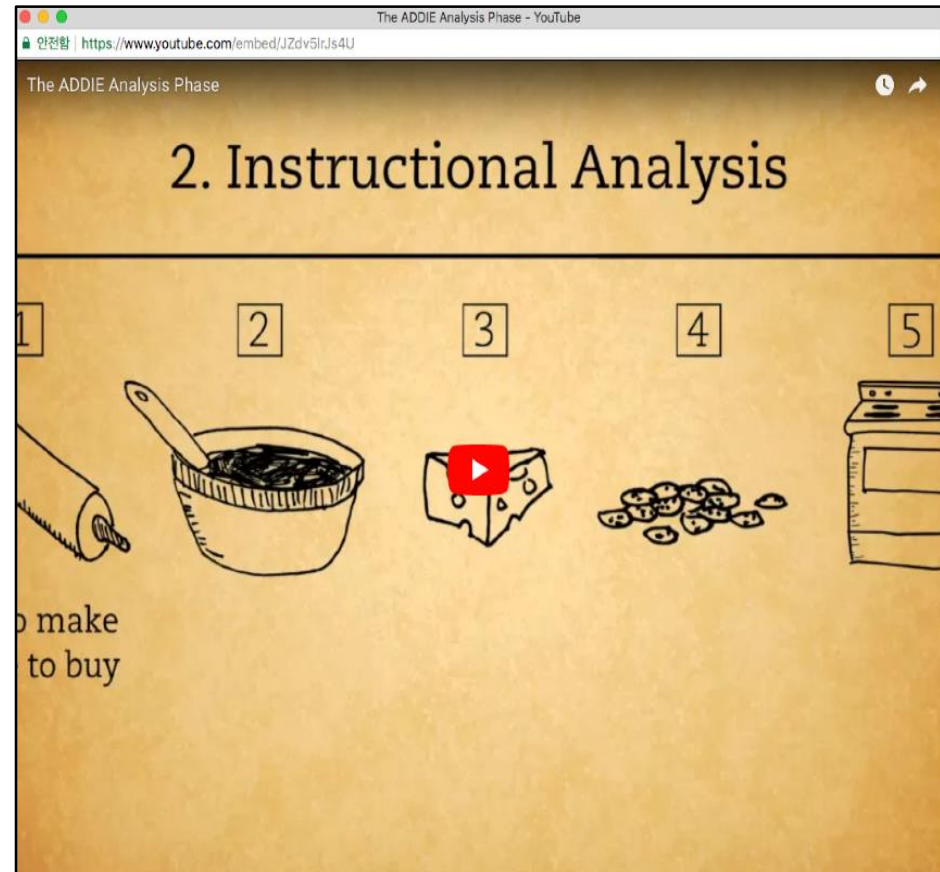 The ADDIE Analysis Phase - YouTube
안전함 | https://www.youtube.com/embed/JZdv5lrJs4U
The ADDIE Analysis Phase
2. Instructional Analysis
1 2 3 4 5
make
to buy